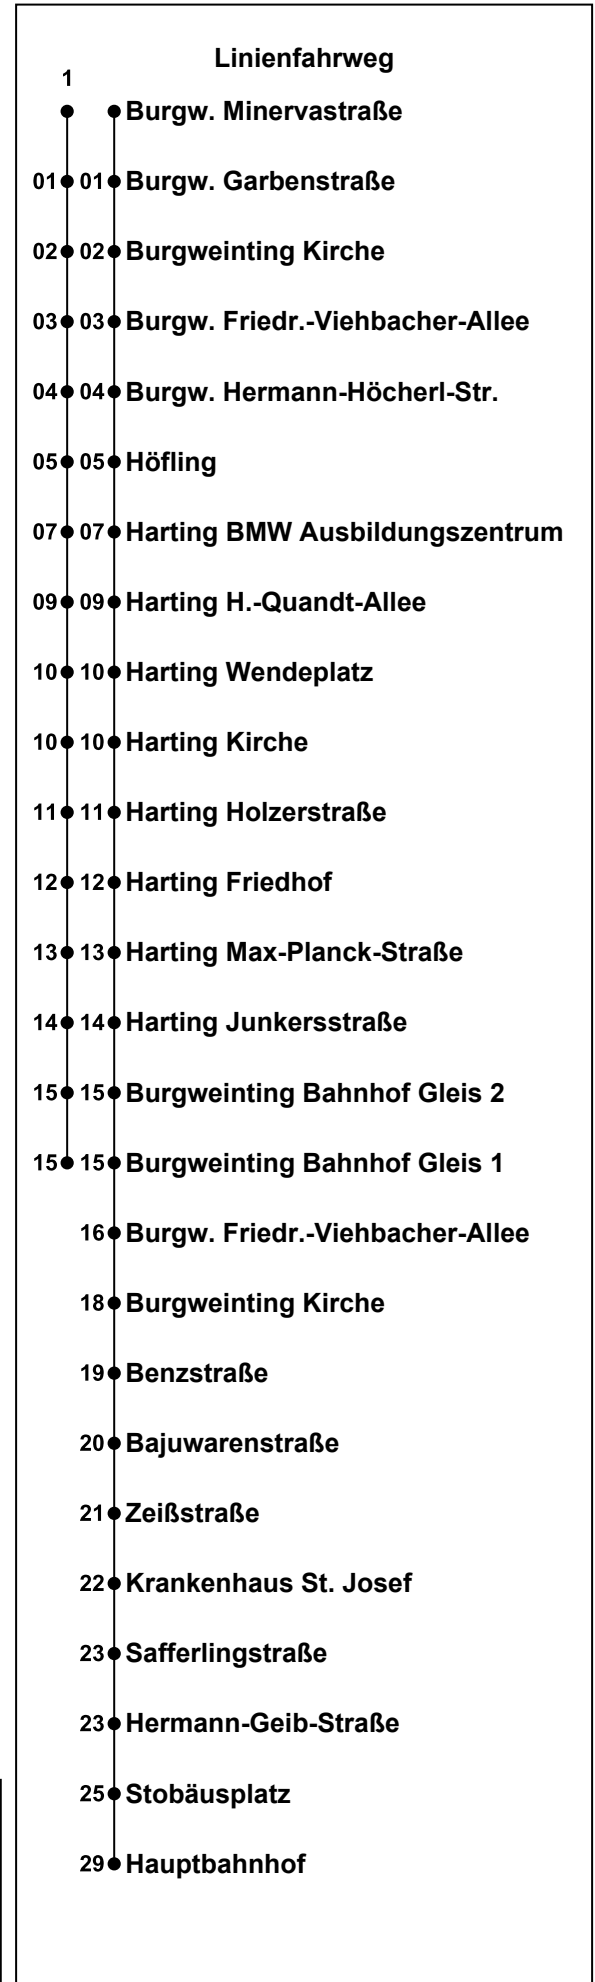 Linienfahrweg
1
Burgw. Minervastraße
01 01 Burgw. Garbenstraße
02 02 Burgweinting Kirche
03 03 Burgw. Friedr.-Viehbacher-Allee
04 04 Burgw. Hermann-Höcherl-Str.
05 05 Höfling
07 07 Harting BMW Ausbildungszentrum
09 09 Harting H.-Quandt-Allee
10 10 Harting Wendeplatz
10 10 Harting Kirche
11 11 Harting Holzerstraße
12 12 Harting Friedhof
13 13 Harting Max-Planck-Straße
14 14 Harting Junkersstraße
15 15 Burgweinting Bahnhof Gleis 2
15 15 Burgweinting Bahnhof Gleis 1
16 Burgw. Friedr.-Viehbacher-Allee
18 Burgweinting Kirche
19 Benzstraße
20 Bajuwarenstraße
21 Zeißstraße
22 Krankenhaus St. Josef
23 Safferlingstraße
23 Hermann-Geib-Straße
25 Stobäusplatz
29 Hauptbahnhof